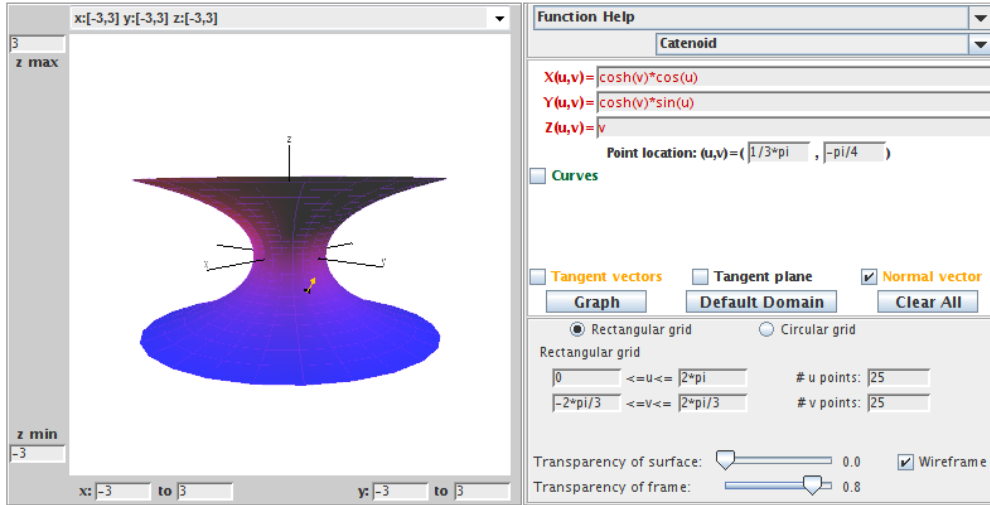 x:[-3,3] y:[-3,3] z:[-3,3]
3
z max
z
x
y
z min
-3
x: -3 to 3 y: -3 to 3
Function Help
Catenoid
X(u,v)= cosh(v)*cos(u)
Y(u,v)= cosh(v)*sin(u)
Z(u,v)= v
Point location: (u,v)=( 1/3*pi , -pi/4 )
Curves
Tangent vectors Tangent plane Normal vector
Graph Default Domain Clear All
Rectangular grid Circular grid
Rectangular grid
0 <=u<= 2*pi # u points: 25
-2*pi/3 <=v<= 2*pi/3 # v points: 25
Transparency of surface: 0.0 Wireframe
Transparency of frame: 0.8